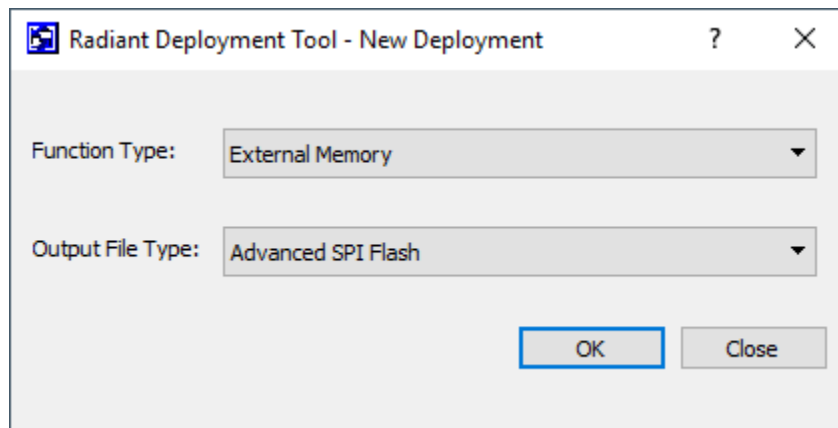 Radiant Deployment Tool - New Deployment
Function Type: External Memory
Output File Type: Advanced SPI Flash
OK Close